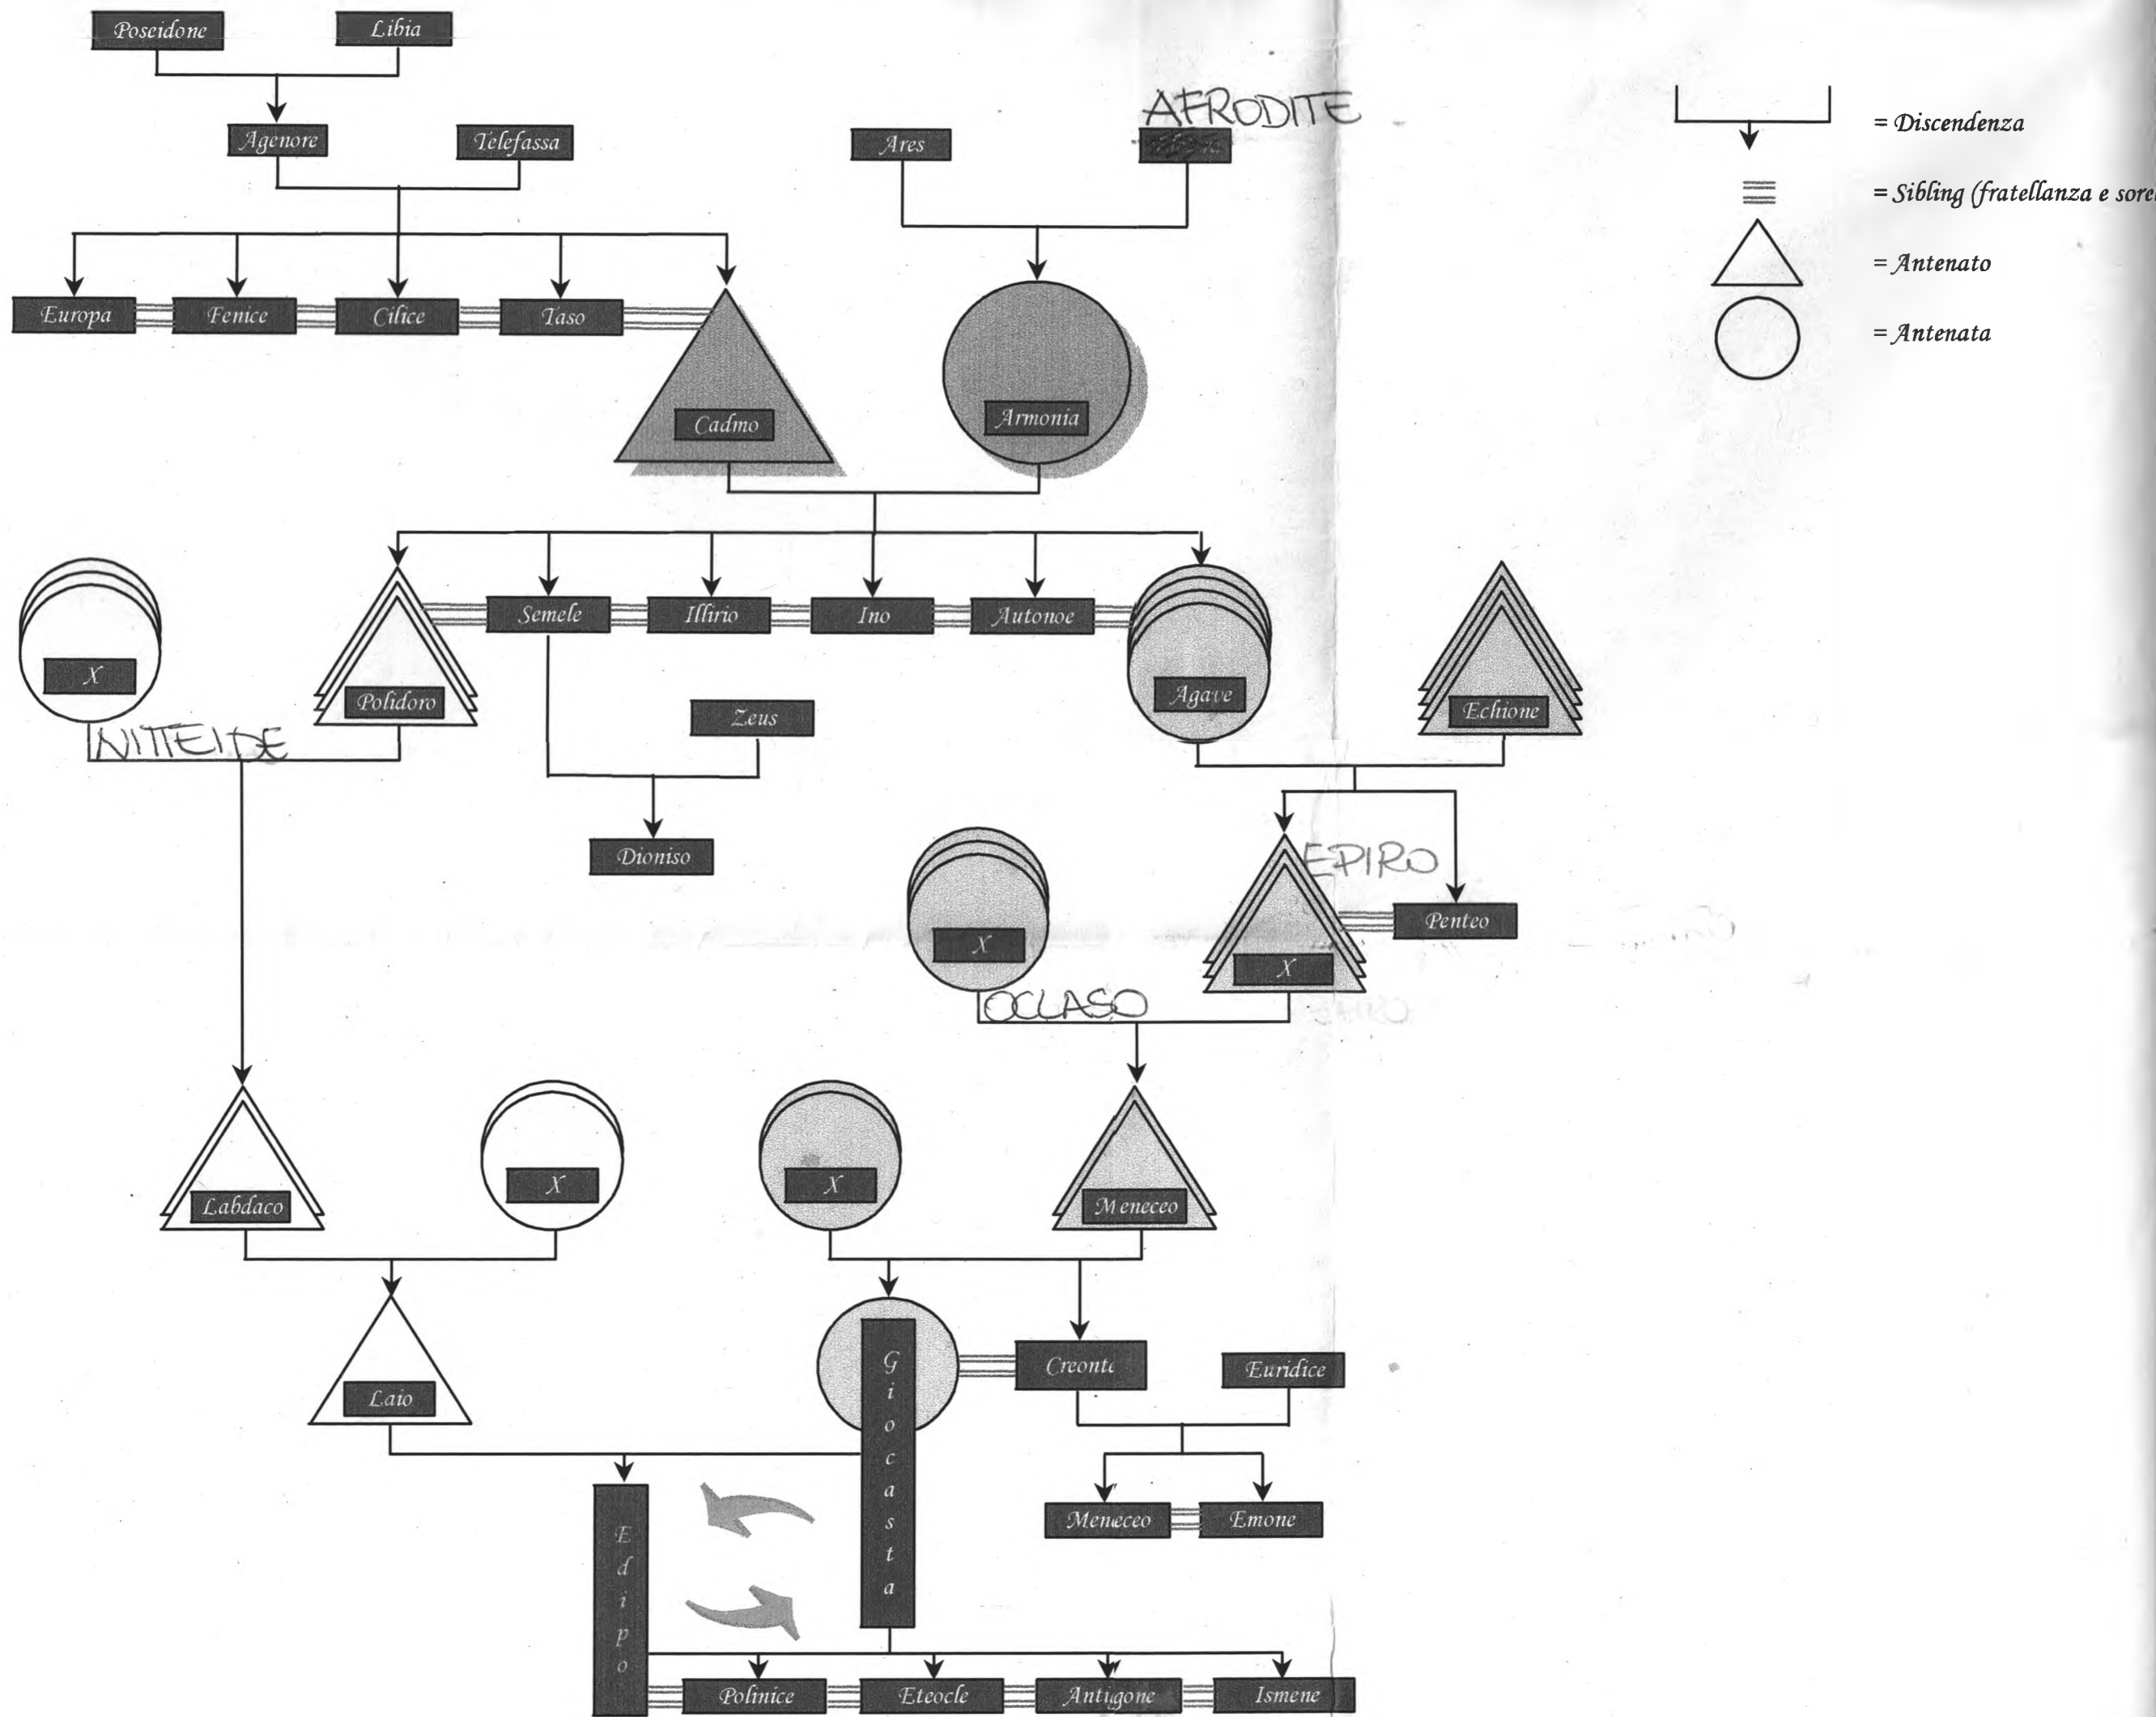 Poseidone
Libia
AFRODITE
Agenore
Telefassa
Ares
= Discendenza
= Sibling (fratellanza e sorel
= Antenato
= Antenata
Europa
Fenice
Cilice
Taso
Cadmo
Armonia
X
NITTEIDE
Polidoro
Semele
Illirio
Ino
Autonoe
Agave
Echione
Zeus
Dioniso
X
OCLASO
EPIRO
X
Penteo
Labdaco
X
X
Meneceo
Laio
Giocasta
Creonte
Euridice
Meneceo
Emone
Edipo
Polinice
Eteocle
Antigone
Ismene